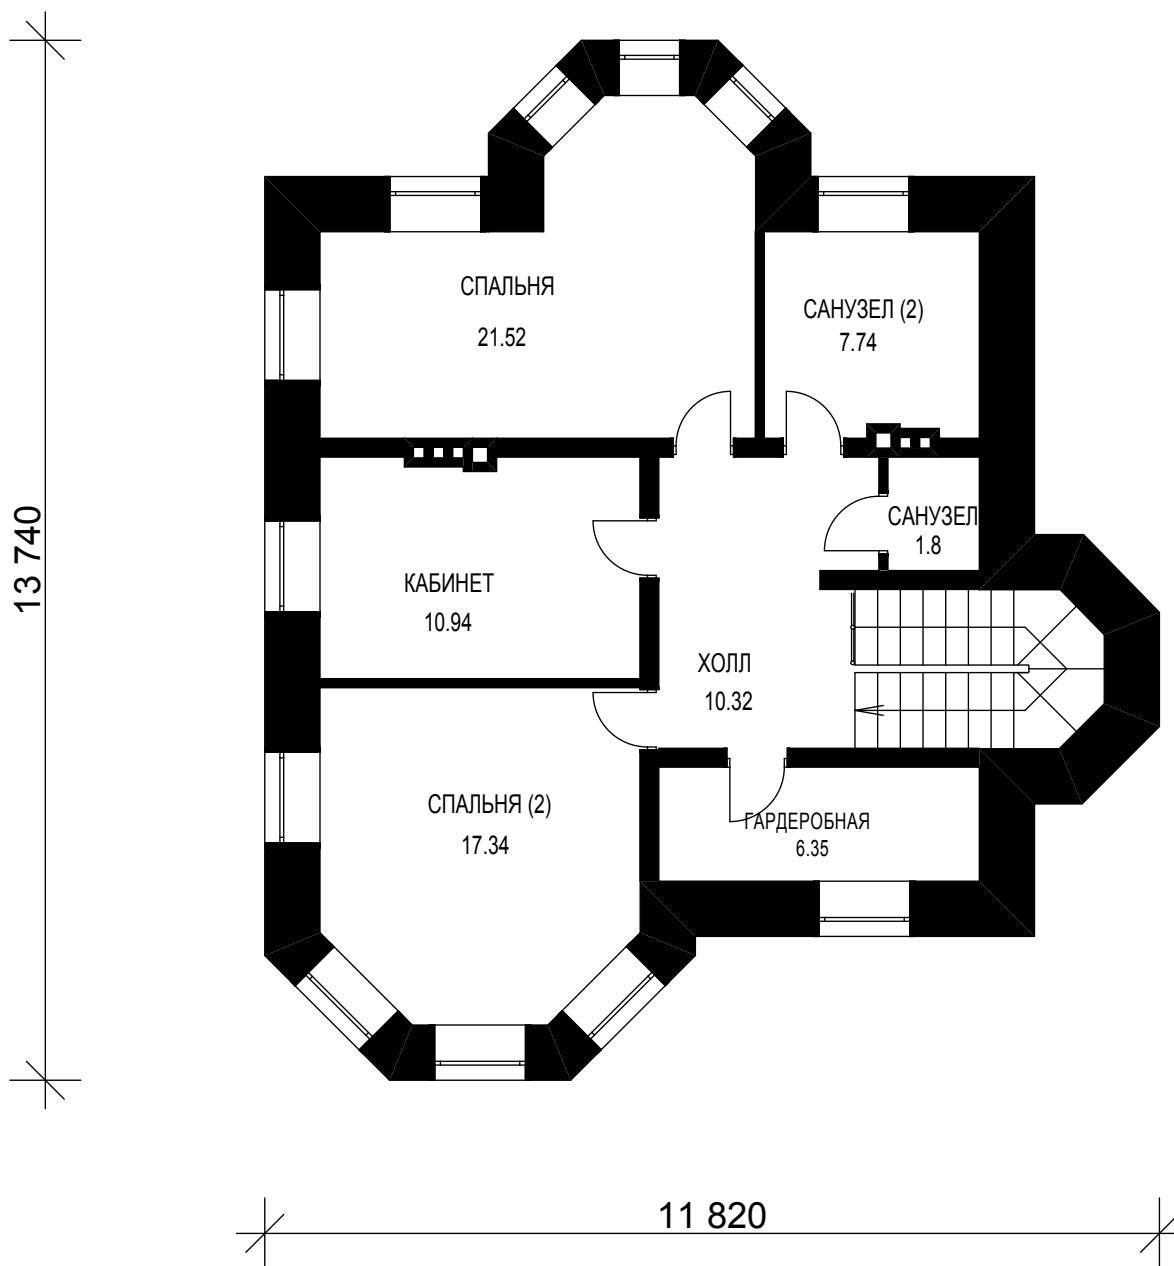 СПАЛЬНЯ
21.52
САНУЗЕЛ (2)
7.74
САНУЗЕЛ
1.8
КАБИНЕТ
10.94
ХОЛЛ
10.32
СПАЛЬНЯ (2)
17.34
ГАРДЕРОБНАЯ
6.35
13 740
11 820